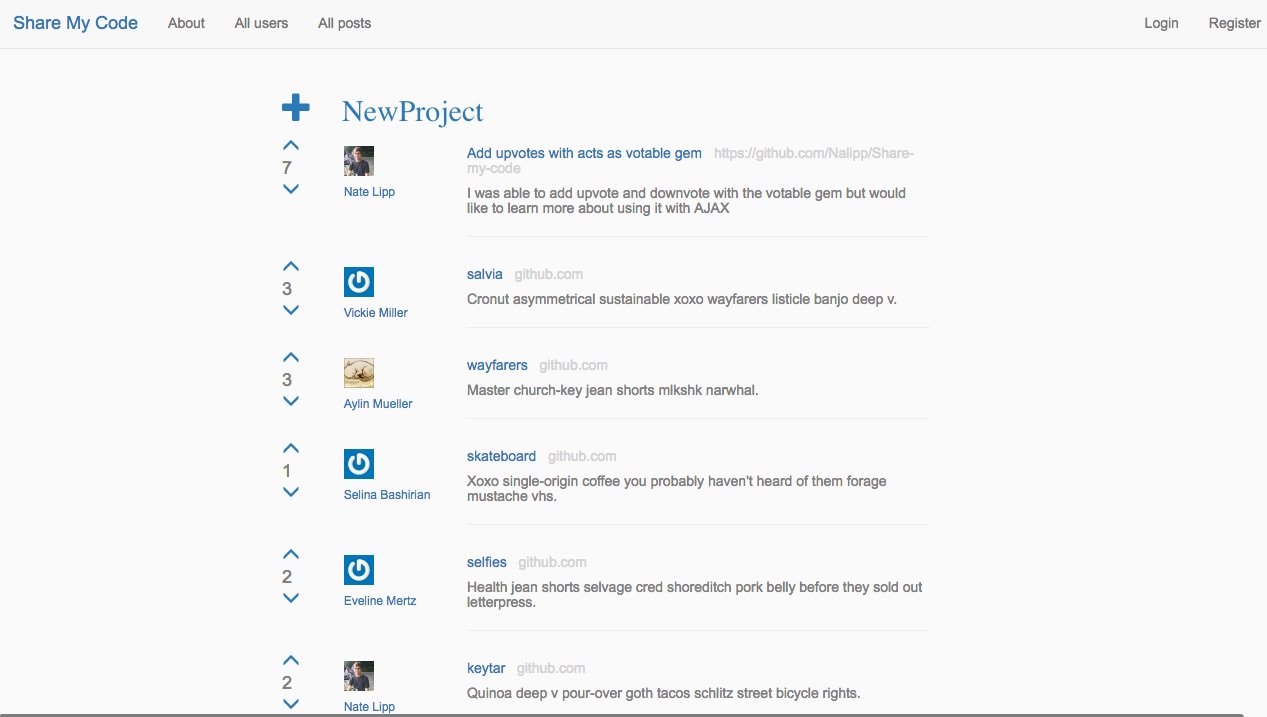 Share My Code About All users All posts Login Register
NewProject
7
Nate Lipp
Add upvotes with acts as votable gem https://github.com/Nalipp/Share-
my-code
I was able to add upvote and downvote with the votable gem but would
like to learn more about using it with AJAX
3
Vickie Miller
salvia github.com
Cronut asymmetrical sustainable xoxo wayfarers listicle banjo deep v.
3
Aylin Mueller
wayfarers github.com
Master church-key jean shorts mlkshk narwhal.
1
Selina Bashirian
skateboard github.com
Xoxo single-origin coffee you probably haven't heard of them forage
mustache vhs.
2
Eveline Mertz
selfies github.com
Health jean shorts selvage cred shoreditch pork belly before they sold out
letterpress.
2
Nate Lipp
keytar github.com
Quinoa deep v pour-over goth tacos schlitz street bicycle rights.